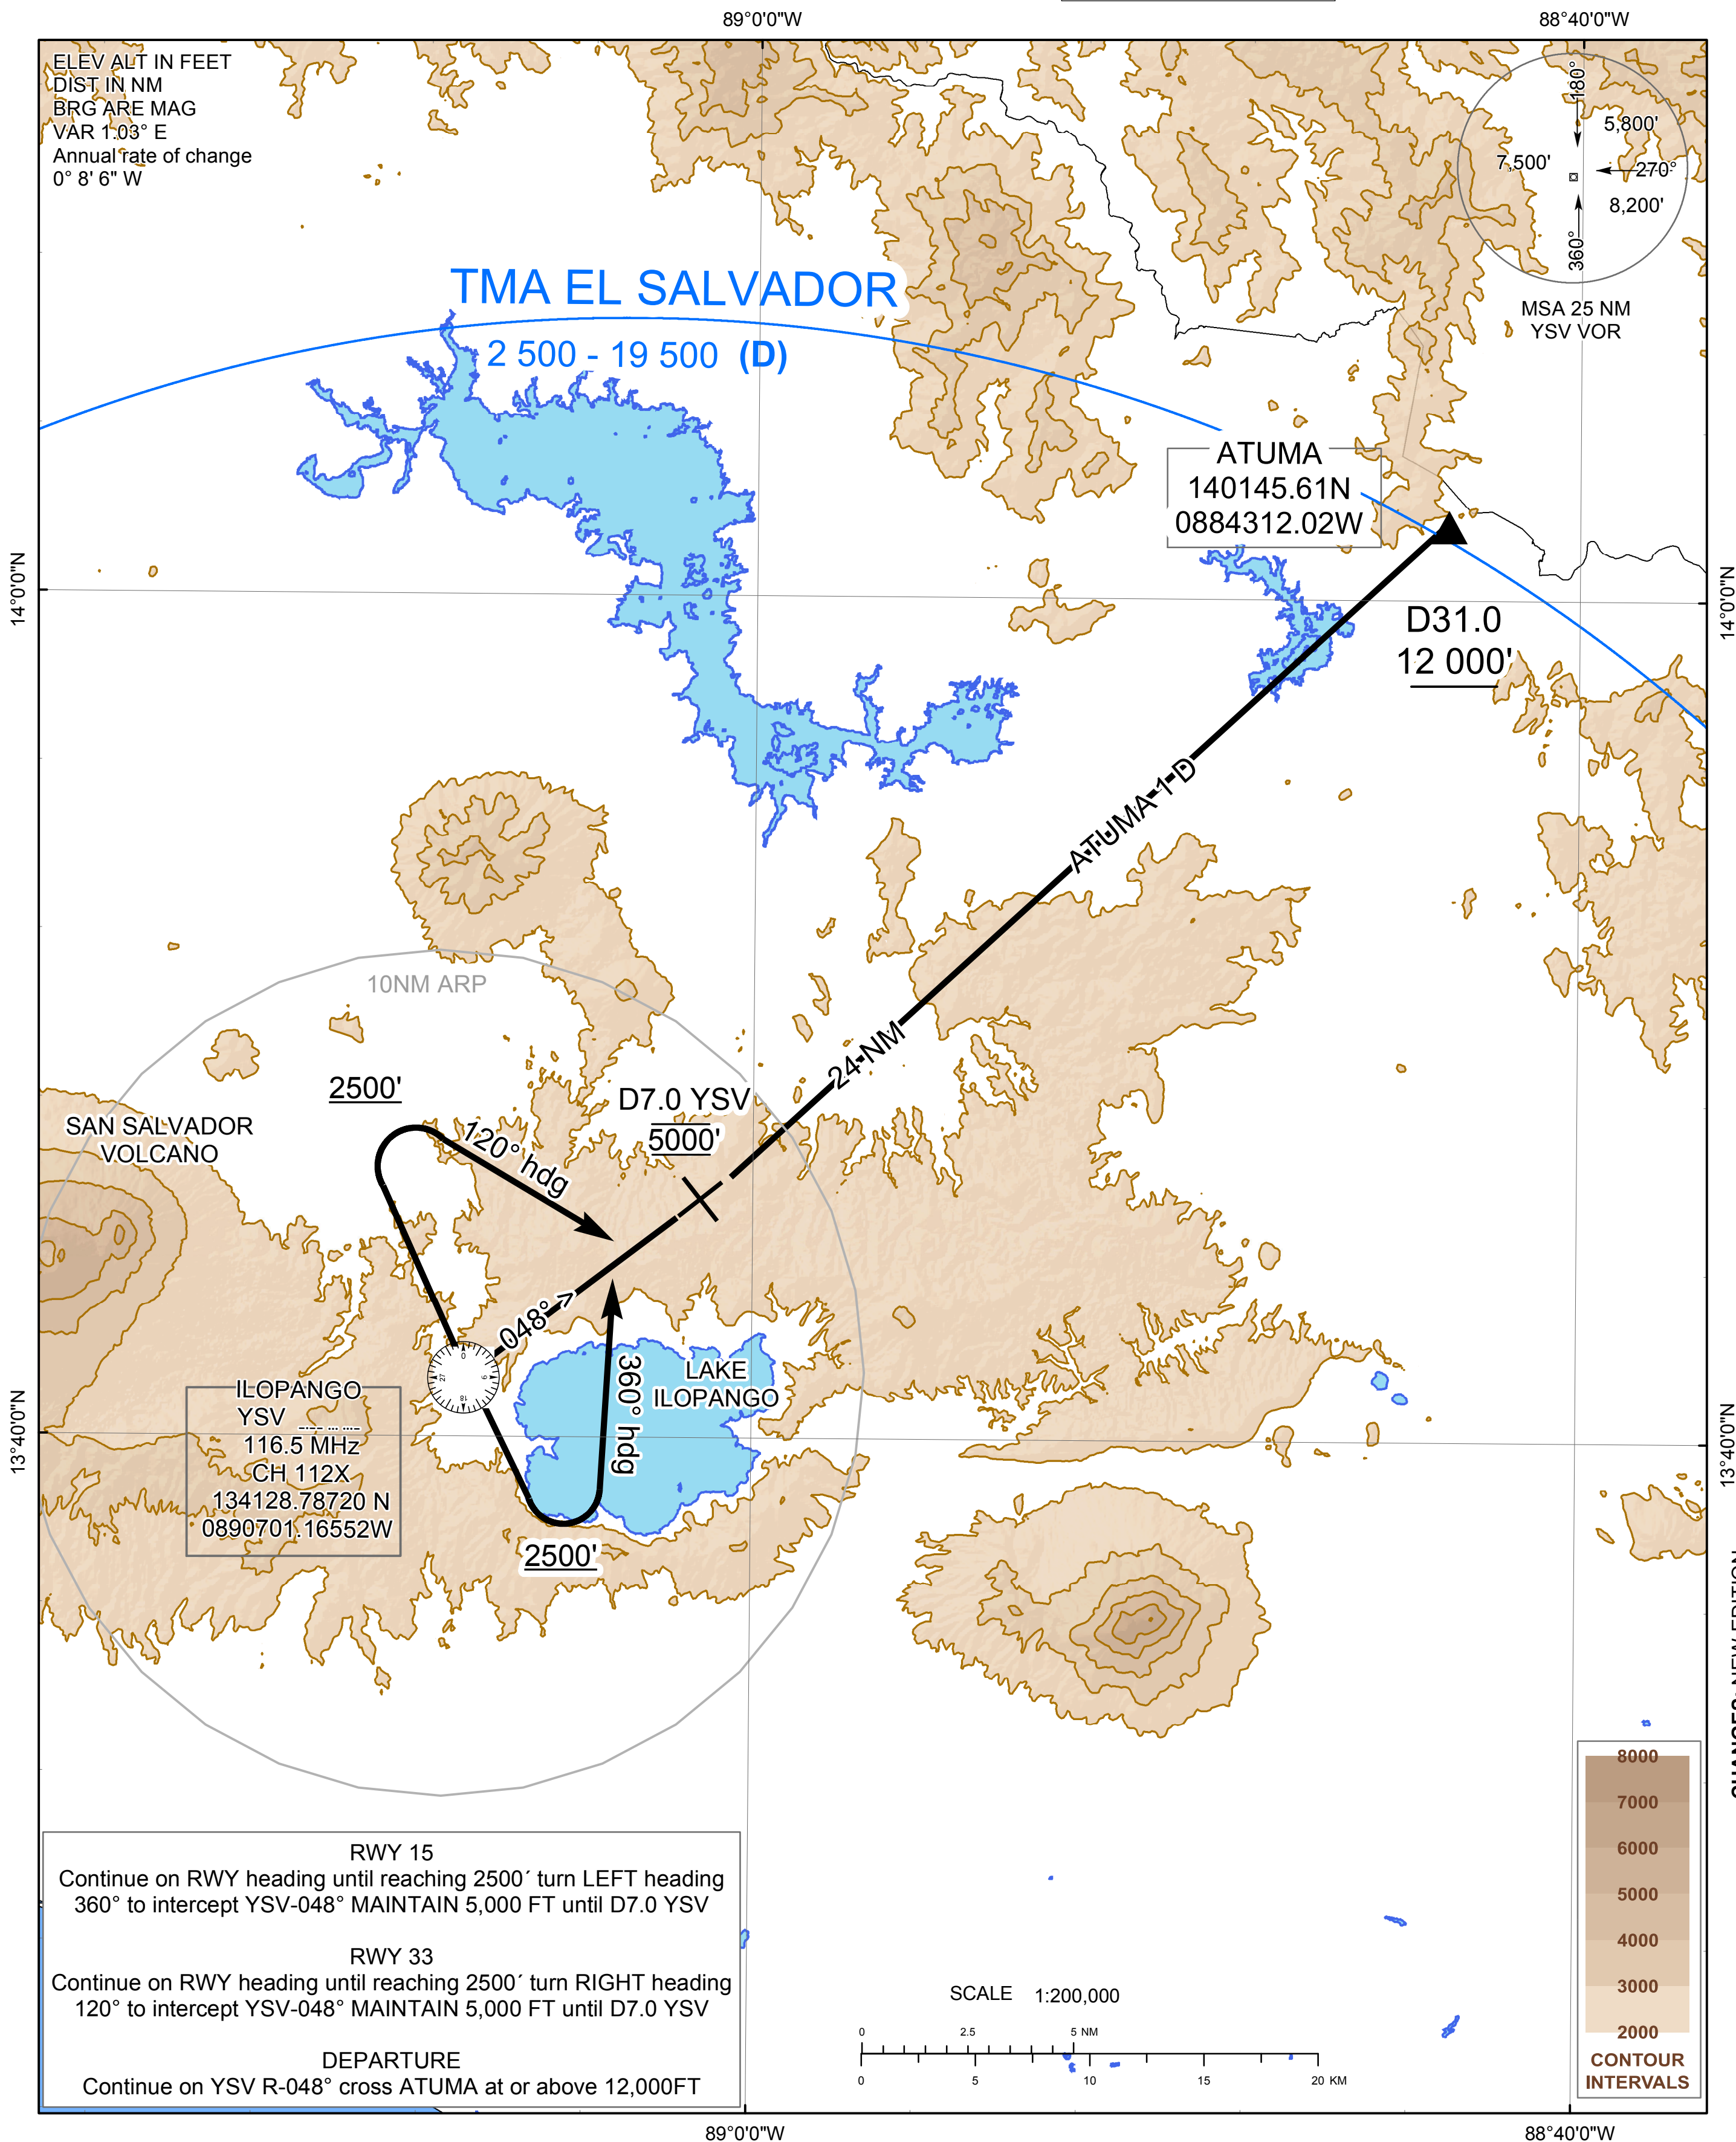 89°0'0"W
88°40'0"W
ELEV ALT IN FEET
DIST IN NM
BRG ARE MAG
VAR 1.03° E
Annual rate of change
0° 8' 6" W
180°
5,800'
7,500'
270°
8,200'
360°
MSA 25 NM
YSV VOR
TMA EL SALVADOR
2 500 - 19 500 (D)
ATUMA
140145.61N
0884312.02W
14°0'0"N
14°0'0"N
D31.0
12 000'
ATUMA 1 D
10NM ARP
24 NM
2500'
D7.0 YSV
5000'
SAN SALVADOR
VOLCANO
120° hdg
048° >
0
9
18
27
360° hdg
LAKE
ILOPANGO
ILOPANGO
YSV
116.5 MHz
CH 112X
134128.78720 N
0890701.16552W
13°40'0"N
13°40'0"N
2500'
CHANGES: NEW EDITION
8000
7000
6000
5000
4000
3000
2000
CONTOUR
INTERVALS
RWY 15
Continue on RWY heading until reaching 2500´ turn LEFT heading
360° to intercept YSV-048° MAINTAIN 5,000 FT until D7.0 YSV
RWY 33
Continue on RWY heading until reaching 2500´ turn RIGHT heading
120° to intercept YSV-048° MAINTAIN 5,000 FT until D7.0 YSV
DEPARTURE
Continue on YSV R-048° cross ATUMA at or above 12,000FT
SCALE 1:200,000
0 2.5 5 NM
0 5 10 15 20 KM
89°0'0"W
88°40'0"W